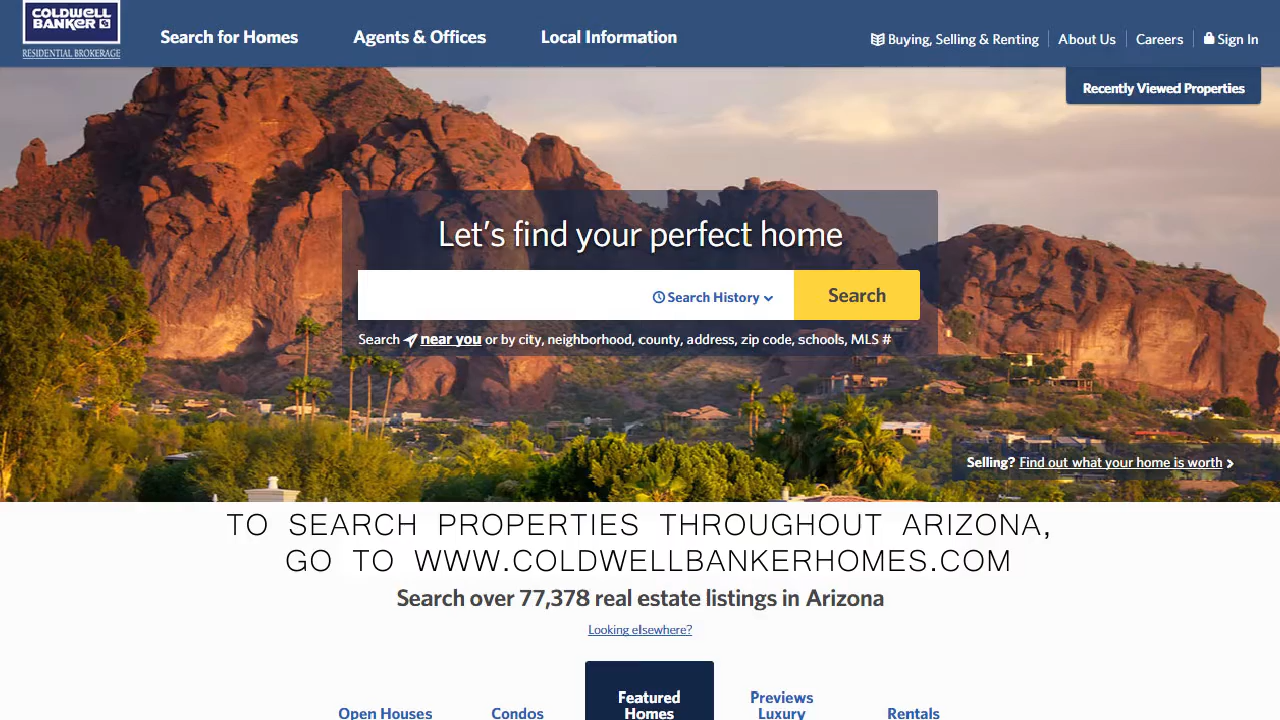 COLDWELL
BANKER
RESIDENTIAL BROKERAGE
Search for Homes
Agents & Offices
Local Information
Buying, Selling & Renting
About Us
Careers
Sign In
Recently Viewed Properties
Let's find your perfect home
Search History
Search
Search near you or by city, neighborhood, county, address, zip code, schools, MLS #
Selling? Find out what your home is worth
TO SEARCH PROPERTIES THROUGHOUT ARIZONA,
GO TO WWW.COLDWELLBANKERHOMES.COM
Search over 77,378 real estate listings in Arizona
Looking elsewhere?
Open Houses
Condos
Featured
Homes
Previews
Luxury
Rentals